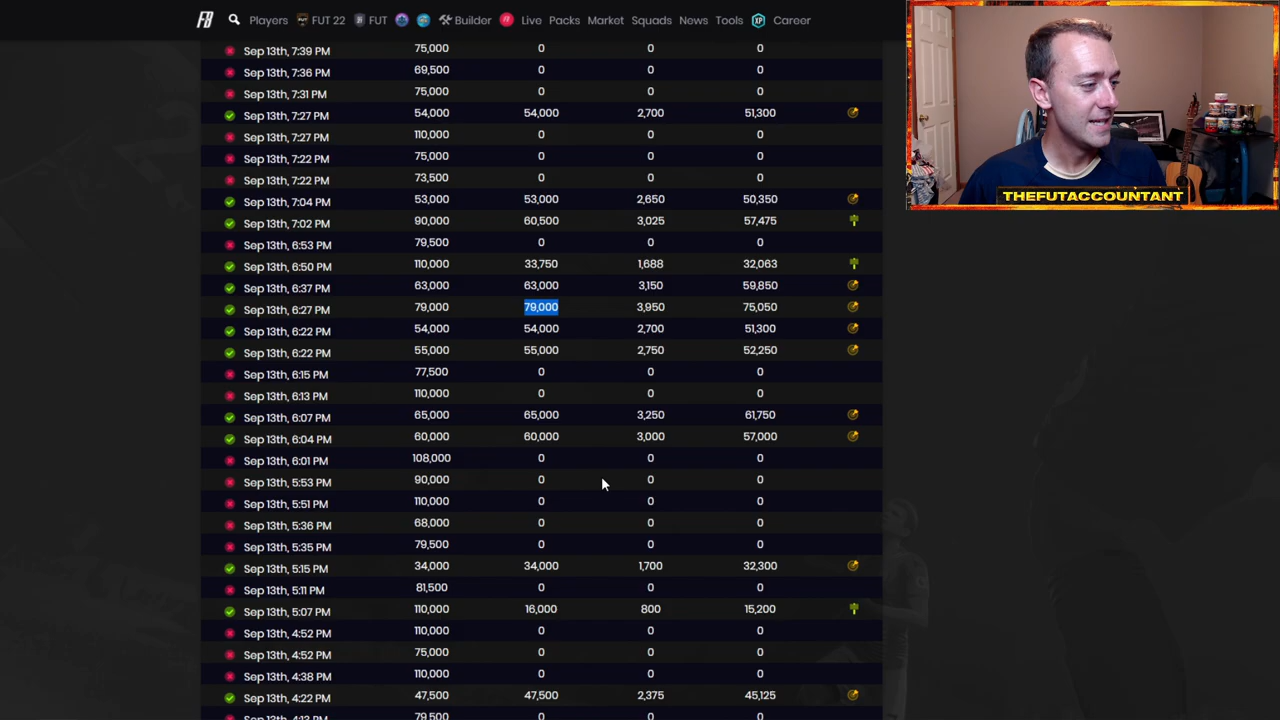 FB Players FUT 22 FUT Builder Live Packs Market Squads News Tools XP Career
Sep 13th, 7:39 PM 75,000 0 0 0
Sep 13th, 7:36 PM 69,500 0 0 0
Sep 13th, 7:31 PM 75,000 0 0 0
Sep 13th, 7:27 PM 54,000 54,000 2,700 51,300
Sep 13th, 7:27 PM 110,000 0 0 0
Sep 13th, 7:22 PM 75,000 0 0 0
Sep 13th, 7:22 PM 73,500 0 0 0
Sep 13th, 7:04 PM 53,000 53,000 2,650 50,350
Sep 13th, 7:02 PM 90,000 60,500 3,025 57,475
Sep 13th, 6:53 PM 79,500 0 0 0
Sep 13th, 6:50 PM 110,000 33,750 1,688 32,063
Sep 13th, 6:37 PM 63,000 63,000 3,150 59,850
Sep 13th, 6:27 PM 79,000 79,000 3,950 75,050
Sep 13th, 6:22 PM 54,000 54,000 2,700 51,300
Sep 13th, 6:22 PM 55,000 55,000 2,750 52,250
Sep 13th, 6:15 PM 77,500 0 0 0
Sep 13th, 6:13 PM 110,000 0 0 0
Sep 13th, 6:07 PM 65,000 65,000 3,250 61,750
Sep 13th, 6:04 PM 60,000 60,000 3,000 57,000
Sep 13th, 6:01 PM 108,000 0 0 0
Sep 13th, 5:53 PM 90,000 0 0 0
Sep 13th, 5:51 PM 110,000 0 0 0
Sep 13th, 5:36 PM 68,000 0 0 0
Sep 13th, 5:35 PM 79,500 0 0 0
Sep 13th, 5:15 PM 34,000 34,000 1,700 32,300
Sep 13th, 5:11 PM 81,500 0 0 0
Sep 13th, 5:07 PM 110,000 16,000 800 15,200
Sep 13th, 4:52 PM 110,000 0 0 0
Sep 13th, 4:52 PM 75,000 0 0 0
Sep 13th, 4:38 PM 110,000 0 0 0
Sep 13th, 4:22 PM 47,500 47,500 2,375 45,125
Sep 13th, 4:13 PM 79,500 0 0 0
THEFUTACCOUNTANT